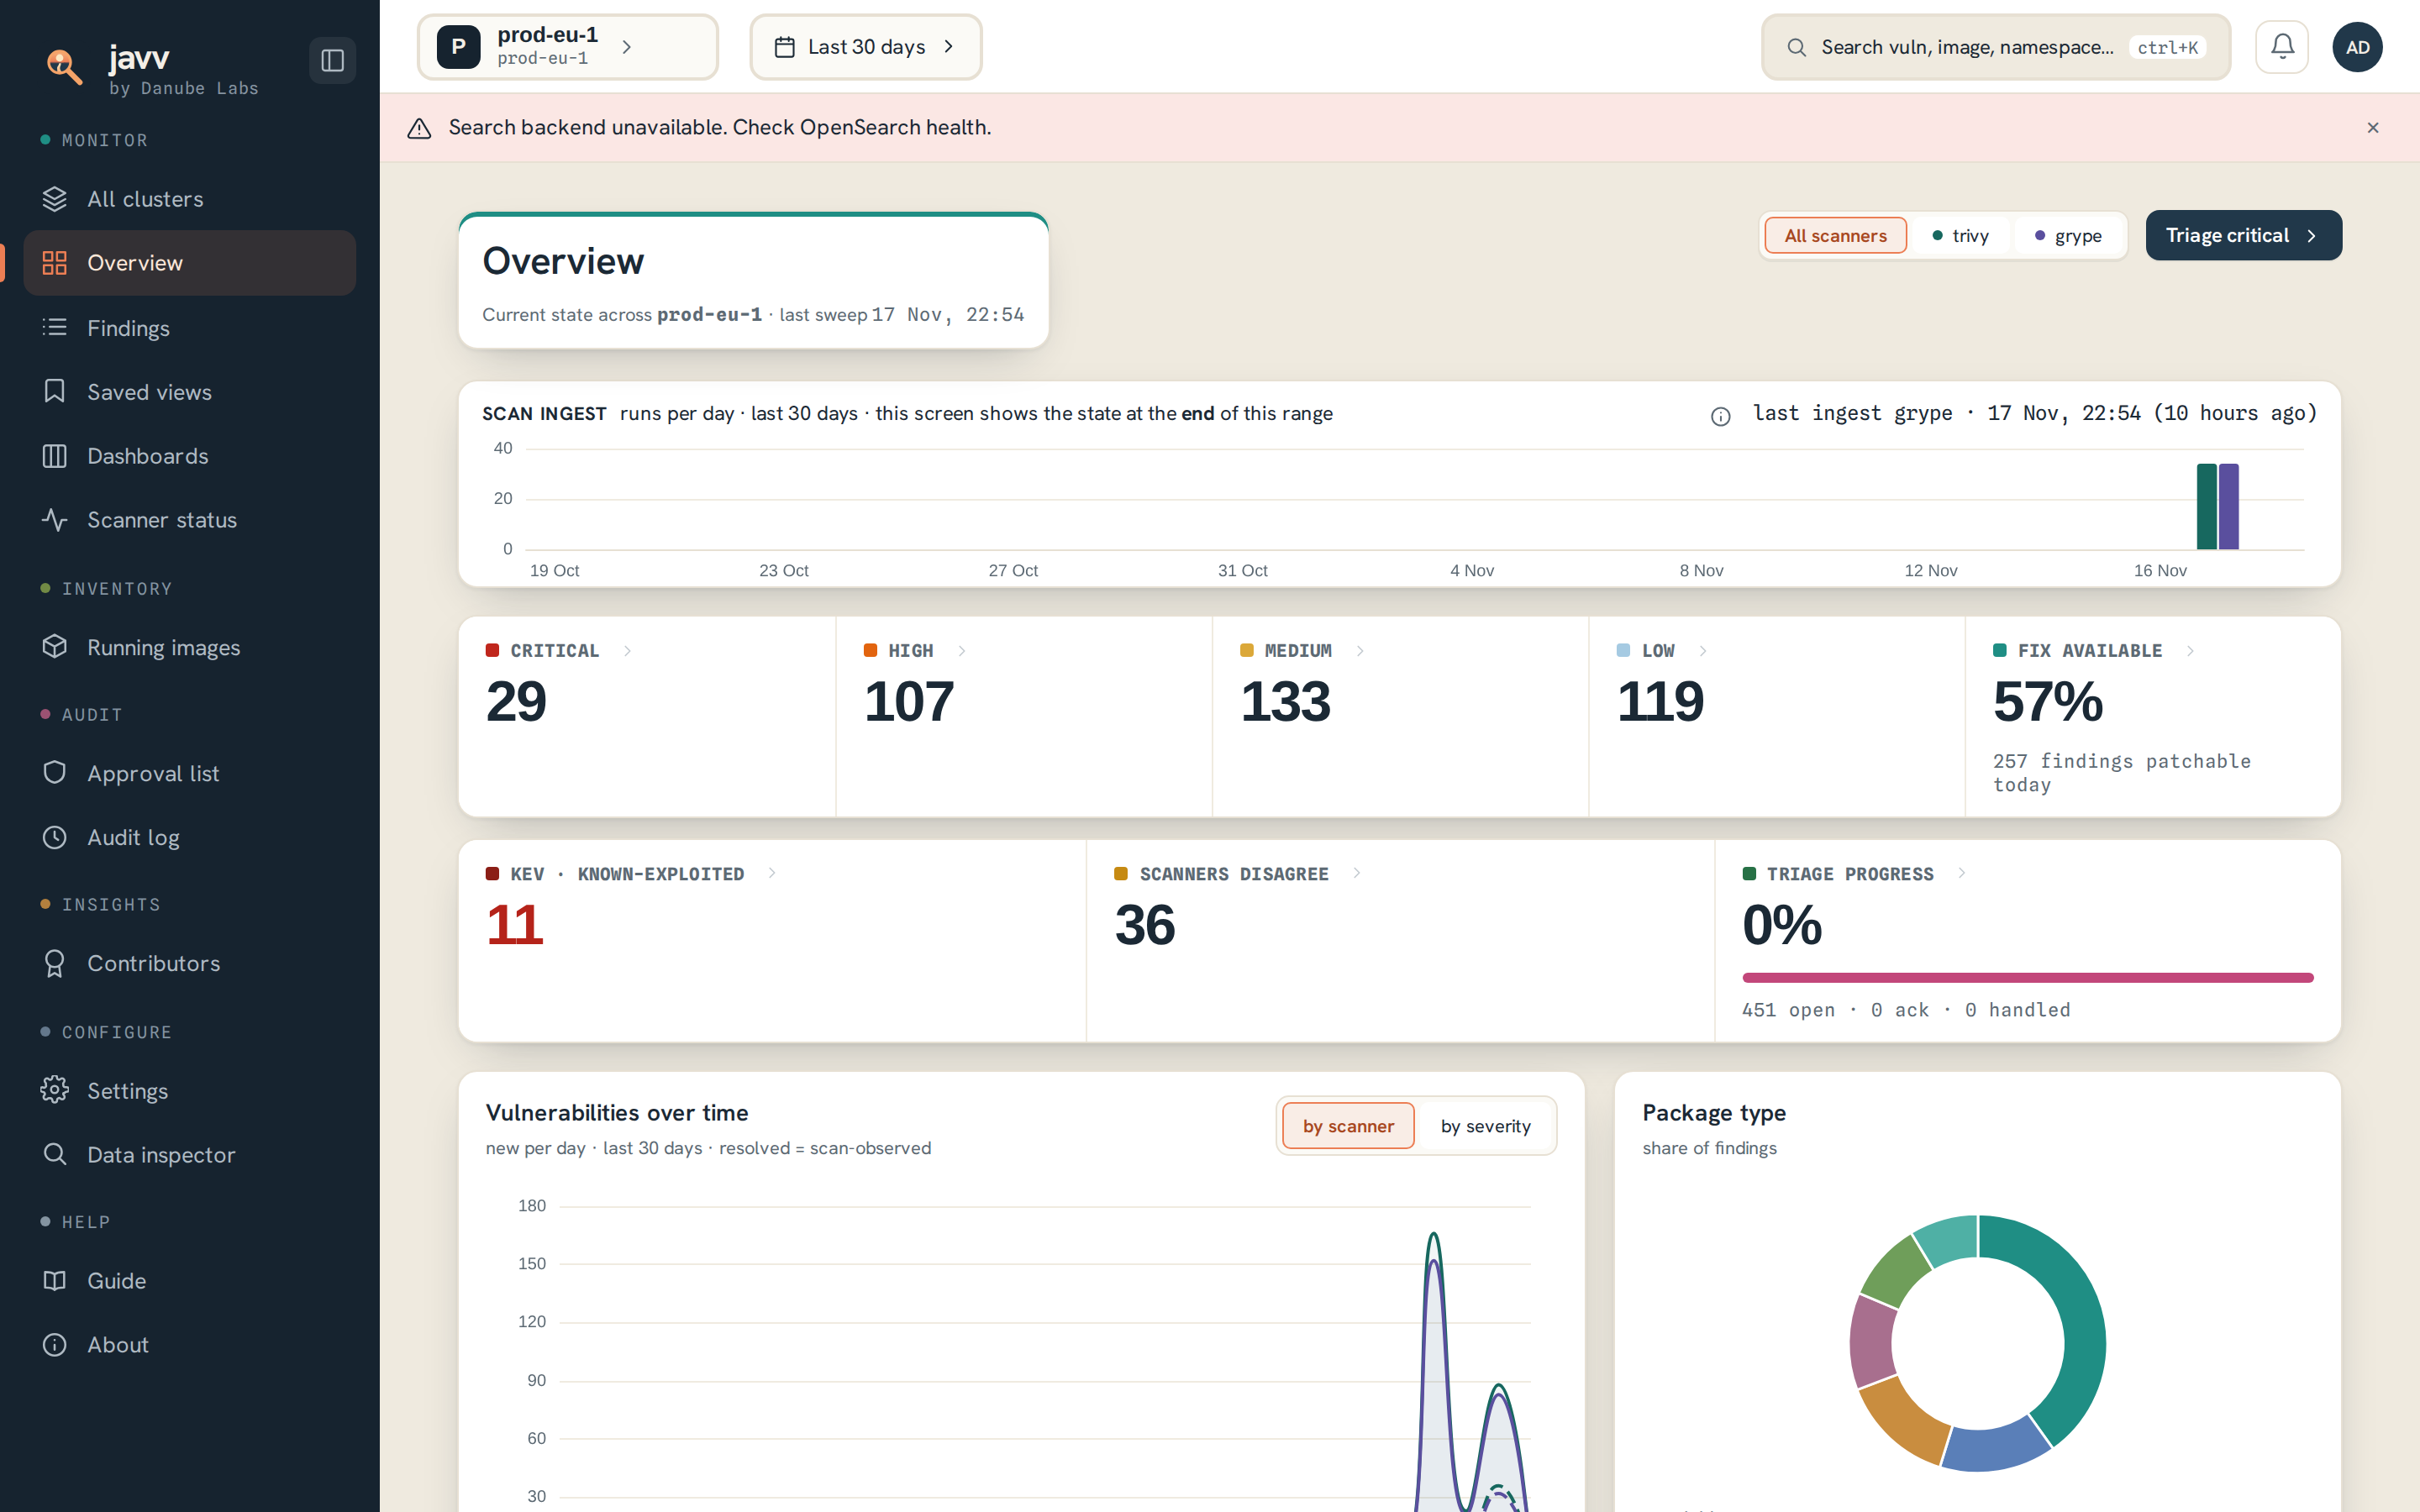 javv
by Danube Labs
MONITOR
All clusters
Overview
Findings
Saved views
Dashboards
Scanner status
INVENTORY
Running images
AUDIT
Approval list
Audit log
INSIGHTS
Contributors
CONFIGURE
Settings
Data inspector
HELP
Guide
About
P
prod-eu-1
prod-eu-1
Last 30 days
Search vuln, image, namespace...
ctrl+K
AD
Search backend unavailable. Check OpenSearch health.
Overview
Current state across prod-eu-1 · last sweep 17 Nov, 22:54
All scanners
trivy
grype
Triage critical
SCAN INGEST runs per day · last 30 days · this screen shows the state at the end of this range
last ingest grype · 17 Nov, 22:54 (10 hours ago)
40
20
0
19 Oct 23 Oct 27 Oct 31 Oct 4 Nov 8 Nov 12 Nov 16 Nov
CRITICAL
29
HIGH
107
MEDIUM
133
LOW
119
FIX AVAILABLE
57%
257 findings patchable
today
KEV · KNOWN-EXPLOITED
11
SCANNERS DISAGREE
36
TRIAGE PROGRESS
0%
451 open · 0 ack · 0 handled
Vulnerabilities over time
new per day · last 30 days · resolved = scan-observed
by scanner
by severity
180
150
120
90
60
30
Package type
share of findings